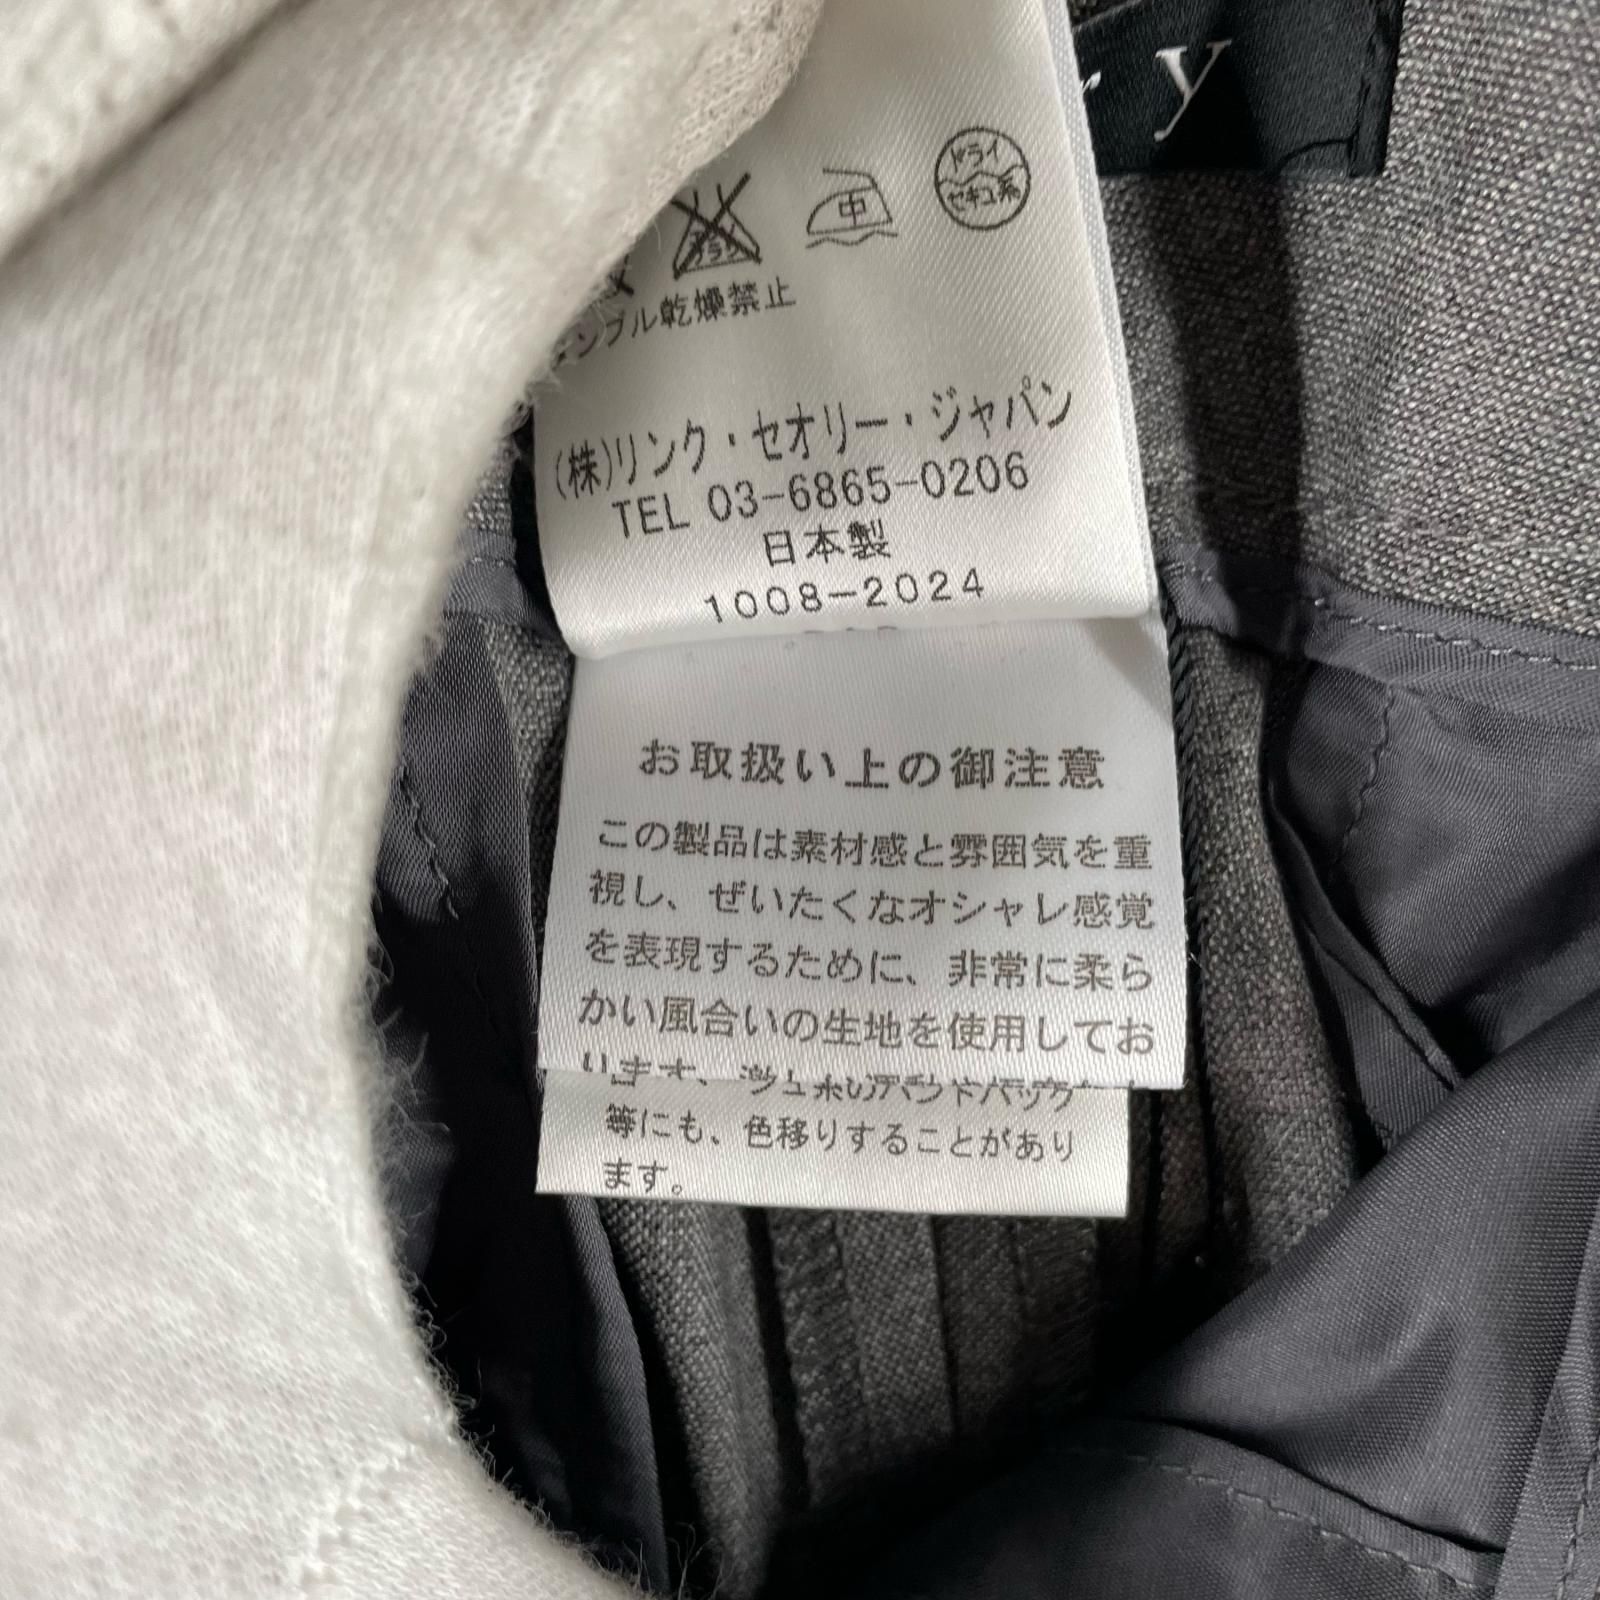 r y
ドライ
セキユ系
中
ンブル乾燥禁止
(株)リンク・セオリー・ジャパン
TEL 03-6865-0206
日本製
1008-2024
お取扱い上の御注意
この製品は素材感と雰囲気を重
視し、ぜいたくなオシャレ感覚
を表現するために、非常に柔ら
かい風合いの生地を使用してお
ります、
等にも、色移りすることがあり
ます。